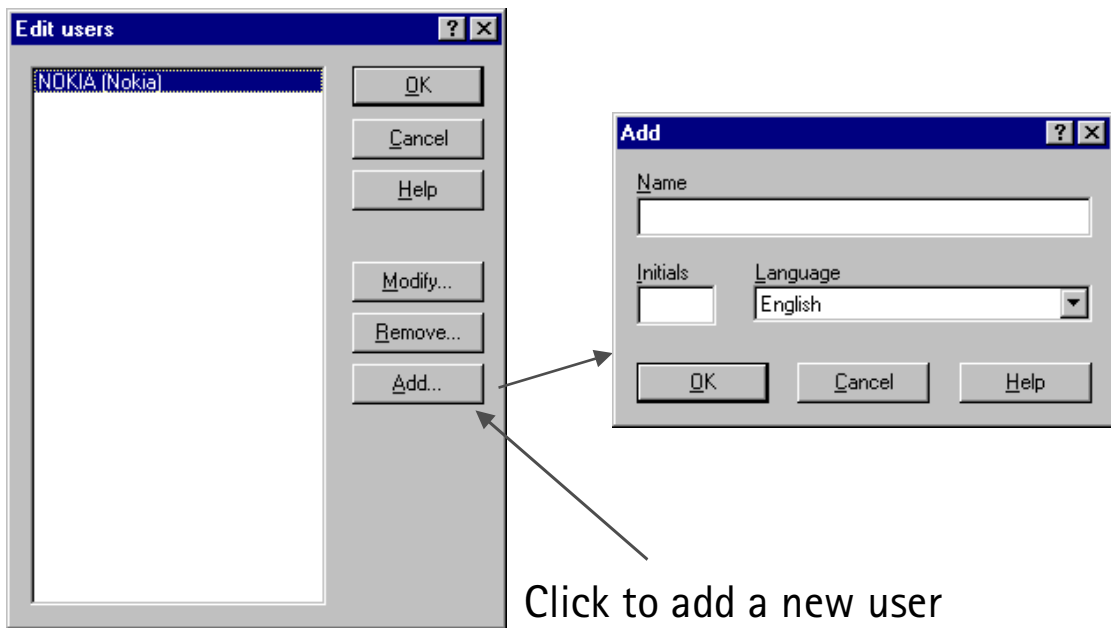 Edit users
NOKIA (Nokia)
OK
Cancel
Help
Modify...
Remove...
Add...
Add
Name
Initials Language
English
OK Cancel Help
Click to add a new user